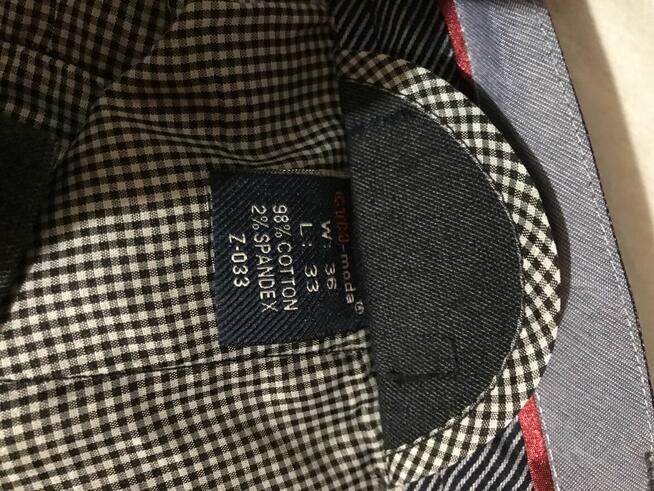 -moda
W: 36
L: 33
98% COTTON
2% SPANDEX
Z-033